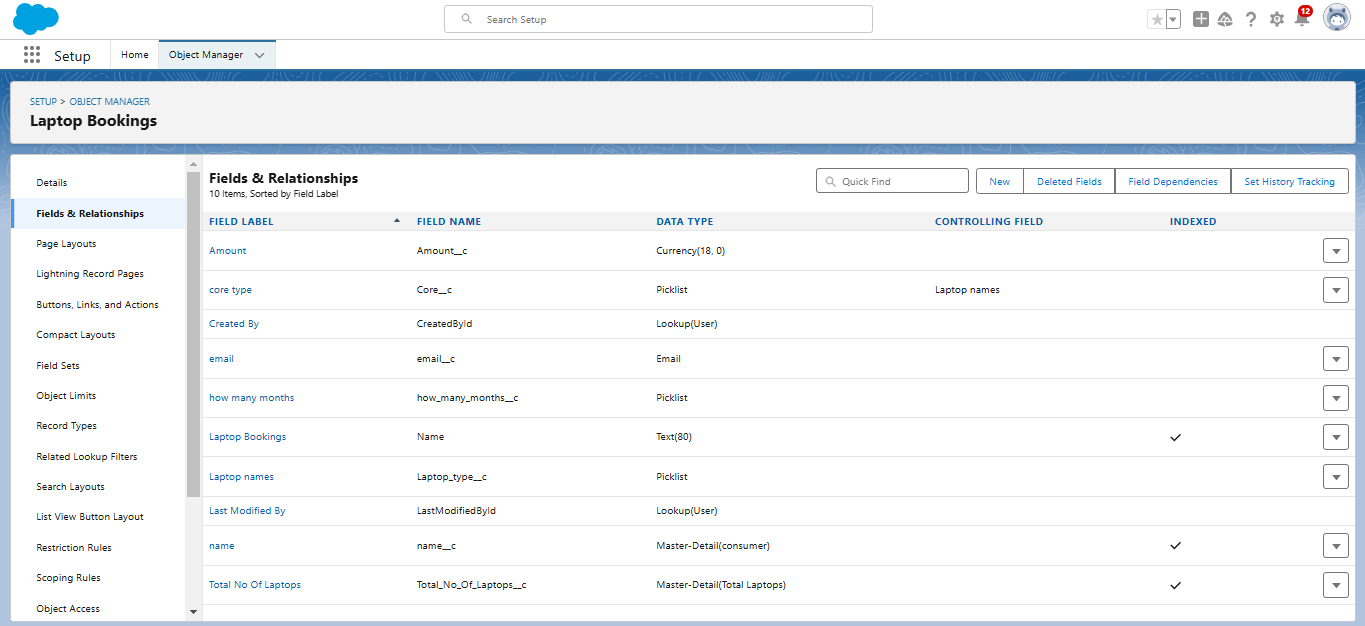 Search Setup
12
Setup Home Object Manager
SETUP > OBJECT MANAGER
Laptop Bookings
Details
Fields & Relationships
Page Layouts
Lightning Record Pages
Buttons, Links, and Actions
Compact Layouts
Field Sets
Object Limits
Record Types
Related Lookup Filters
Search Layouts
List View Button Layout
Restriction Rules
Scoping Rules
Object Access
Fields & Relationships
10 Items, Sorted by Field Label
Quick Find New Deleted Fields Field Dependencies Set History Tracking
FIELD LABEL FIELD NAME DATA TYPE CONTROLLING FIELD INDEXED
Amount Amount__c Currency(18, 0)
core type Core__c Picklist Laptop names
Created By CreatedById Lookup(User)
email email__c Email
how many months how_many_months__c Picklist
Laptop Bookings Name Text(80)
Laptop names Laptop_type__c Picklist
Last Modified By LastModifiedById Lookup(User)
name name__c Master-Detail(consumer)
Total No Of Laptops Total_No_Of_Laptops__c Master-Detail(Total Laptops)